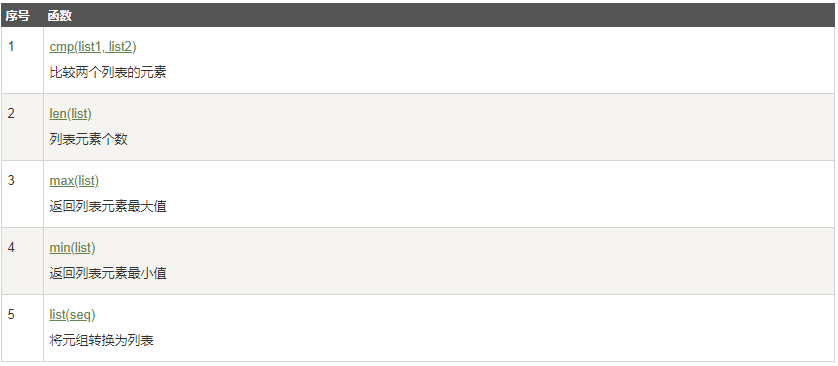 序号 函数
1 cmp(list1, list2)
比较两个列表的元素
2 len(list)
列表元素个数
3 max(list)
返回列表元素最大值
4 min(list)
返回列表元素最小值
5 list(seq)
将元组转换为列表